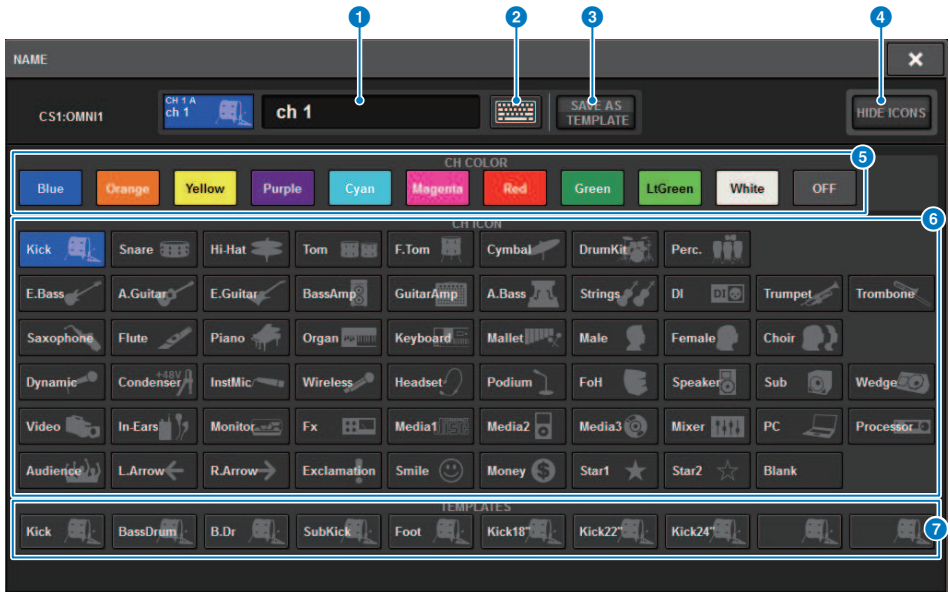 1 2 3 4
NAME
CS1:OMNI1
CH 1 A
ch 1
ch 1
SAVE AS
TEMPLATE
HIDE ICONS
CH COLOR
5
Blue Orange Yellow Purple Cyan Magenta Red Green LtGreen White OFF
CH ICON
6
Kick Snare Hi-Hat Tom F.Tom Cymbal DrumKit Perc.
E.Bass A.Guitar E.Guitar BassAmp GuitarAmp A.Bass Strings DI DI Trumpet Trombone
Saxophone Flute Piano Organ Keyboard Mallet Male Female Choir
Dynamic Condenser +48V InstMic Wireless Headset Podium FoH Speaker Sub Wedge
Video In-Ears Monitor Fx Media1 Media2 Media3 Mixer PC Processor
Audience L.Arrow R.Arrow Exclamation Smile Money $ Star1 Star2 Blank
TEMPLATES
7
Kick BassDrum B.Dr SubKick Foot Kick18" Kick22" Kick24"